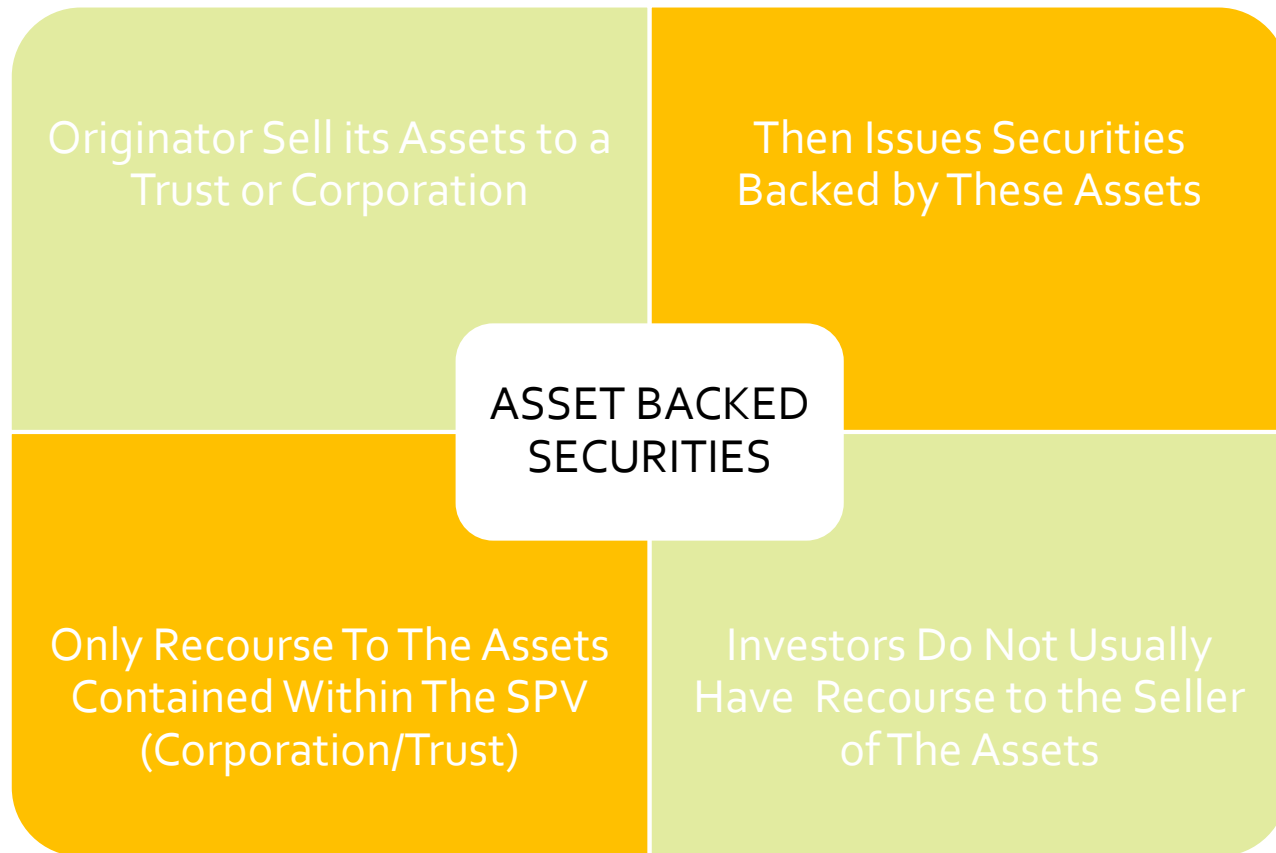 Originator Sell its Assets to a
Trust or Corporation
Then Issues Securities
Backed by These Assets
ASSET BACKED
SECURITIES
Only Recourse To The Assets
Contained Within The SPV
(Corporation/Trust)
Investors Do Not Usually
Have  Recourse to the Seller
of The Assets